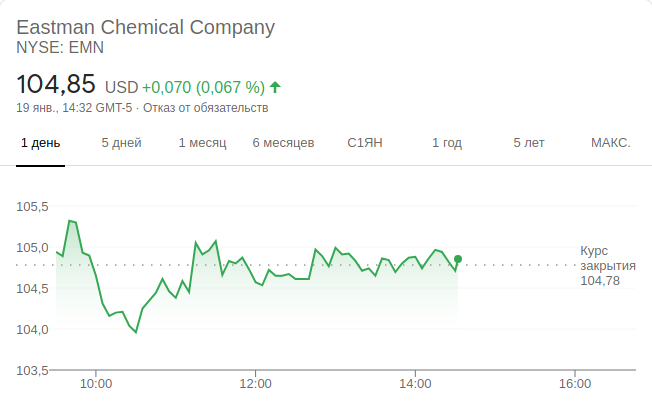 Eastman Chemical Company
NYSE: EMN
104,85 USD +0,070 (0,067 %)
19 янв., 14:32 GMT-5 · Отказ от обязательств
1 день 5 дней 1 месяц 6 месяцев С1ЯН 1 год 5 лет МАКС.
105,5
105,0
104,5
104,0
103,5
Курс
закрытия
104,78
10:00 12:00 14:00 16:00